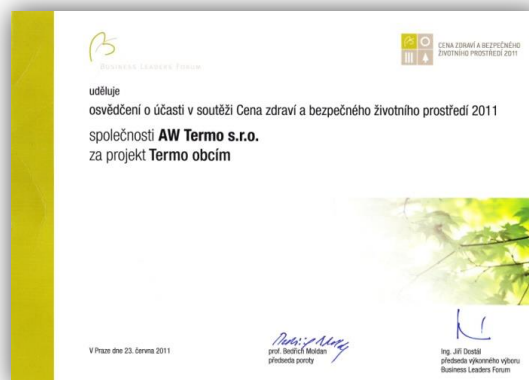 BUSINESS LEADERS FORUM
CENA ZDRAVÍ A BEZPEČNÉHO
ŽIVOTNÍHO PROSTŘEDÍ 2011
uděluje
osvědčení o účasti v soutěži Cena zdraví a bezpečného životního prostředí 2011
společnosti AW Termo s.r.o.
za projekt Termo obcím
V Praze dne 23. června 2011
prof. Bedřich Moldan
předseda poroty
Ing. Jiří Dostál
předseda výkonného výboru
Business Leaders Forum